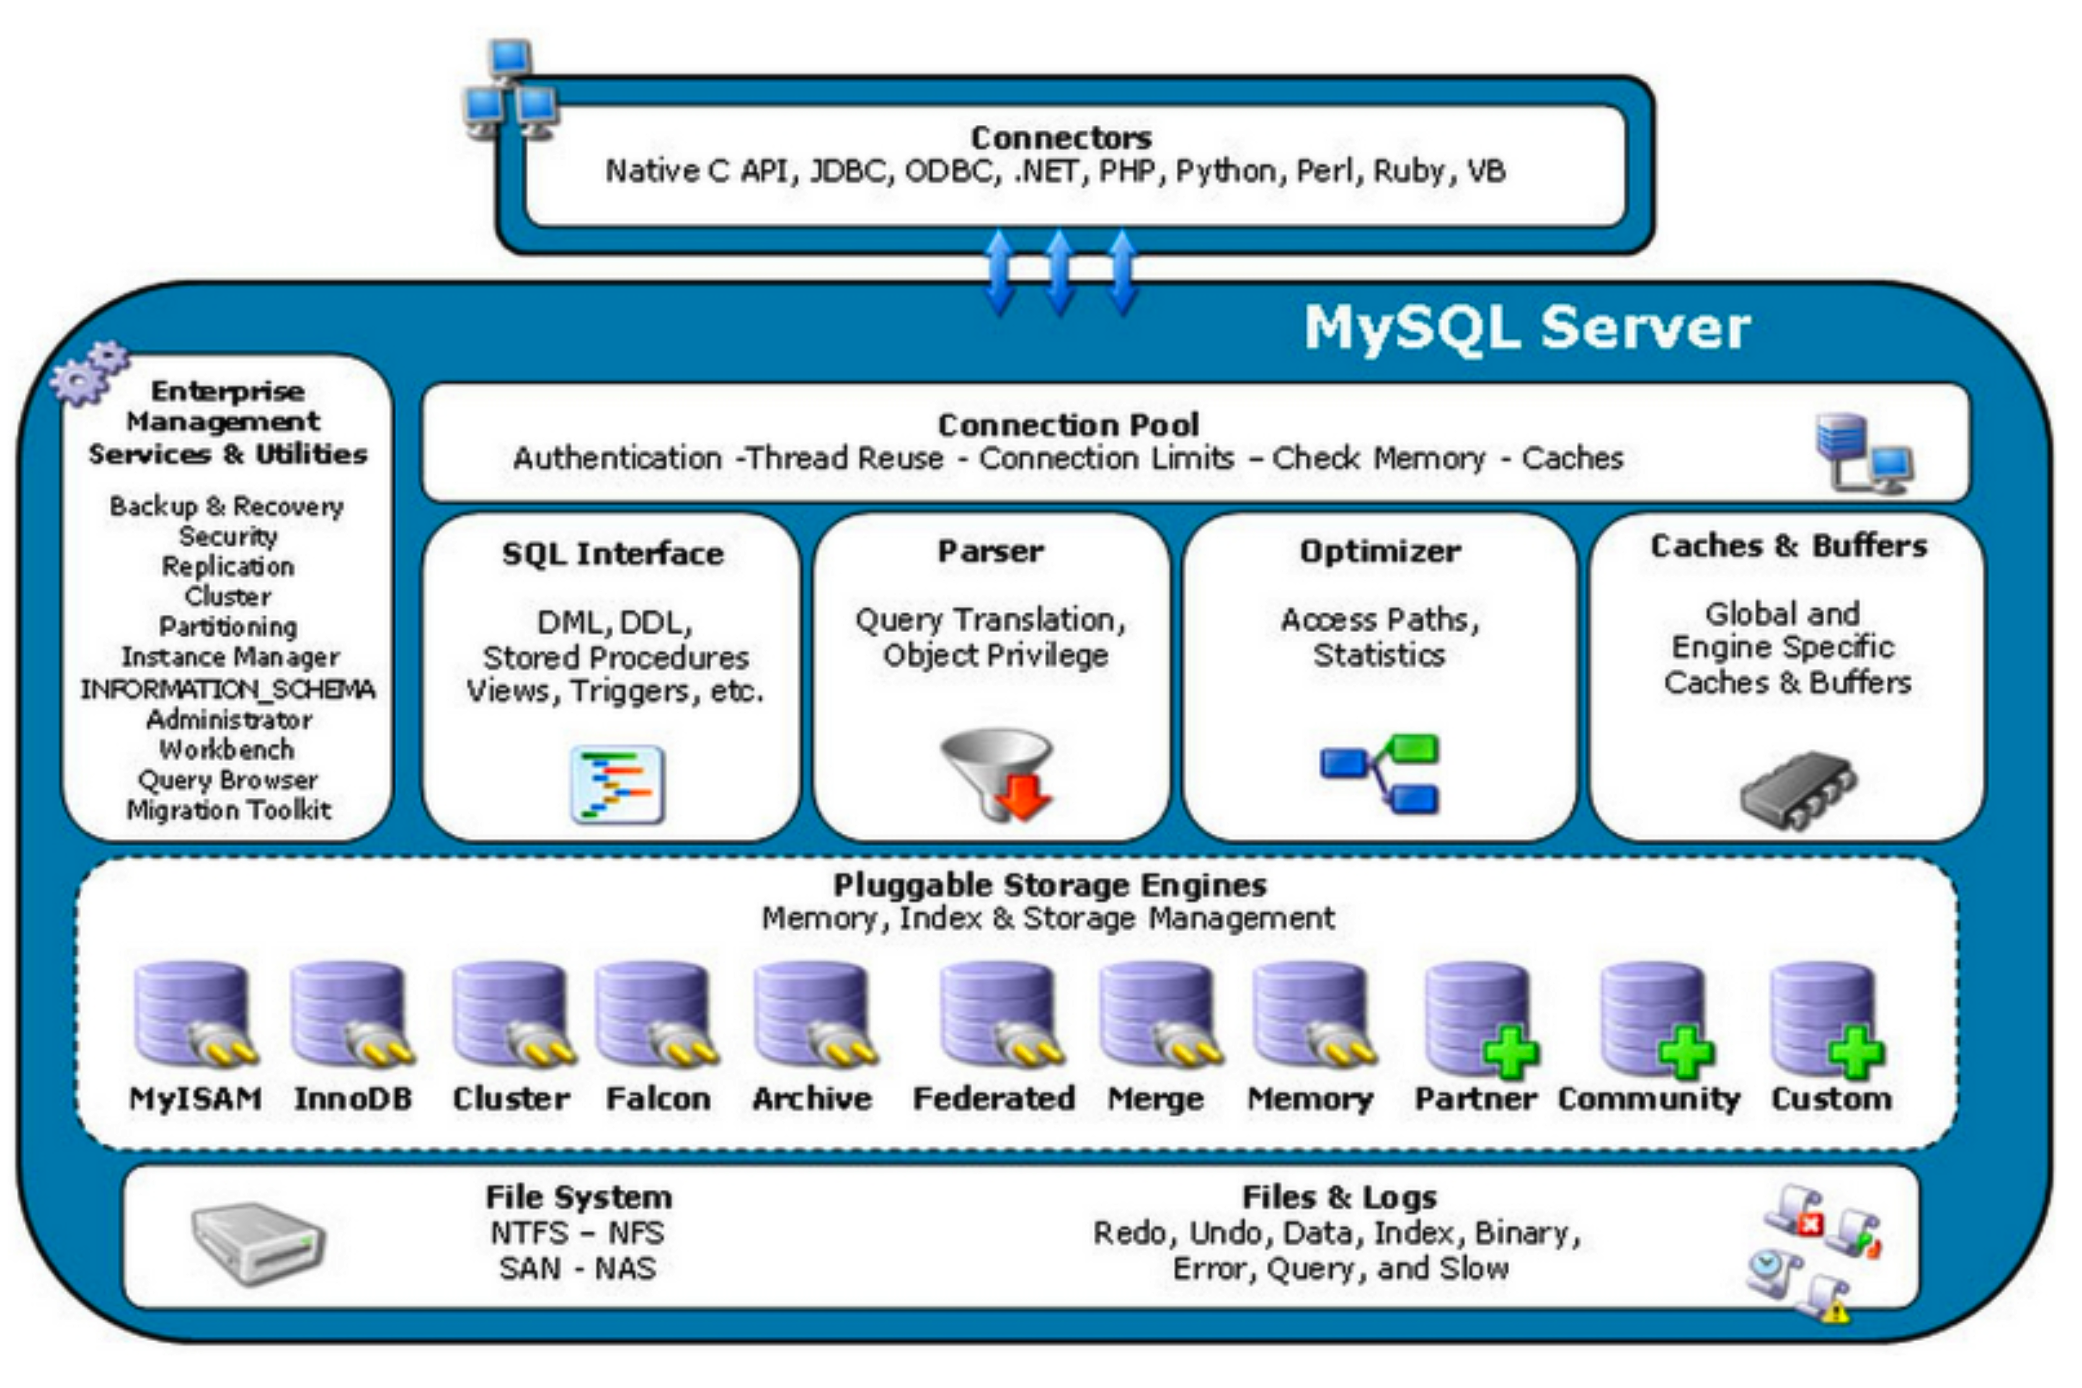 Connectors
Native C API, JDBC, ODBC, .NET, PHP, Python, Perl, Ruby, VB
MySQL Server
Enterprise
Management
Services & Utilities
Backup & Recovery
Security
Replication
Cluster
Partitioning
Instance Manager
INFORMATION_SCHEMA
Administrator
Workbench
Query Browser
Migration Toolkit
Connection Pool
Authentication -Thread Reuse - Connection Limits – Check Memory - Caches
SQL Interface
DML, DDL,
Stored Procedures
Views, Triggers, etc.
Parser
Query Translation,
Object Privilege
Optimizer
Access Paths,
Statistics
Caches & Buffers
Global and
Engine Specific
Caches & Buffers
Pluggable Storage Engines
Memory, Index & Storage Management
MyISAM InnoDB Cluster Falcon Archive Federated Merge Memory Partner Community Custom
File System
NTFS – NFS
SAN - NAS
Files & Logs
Redo, Undo, Data, Index, Binary,
Error, Query, and Slow